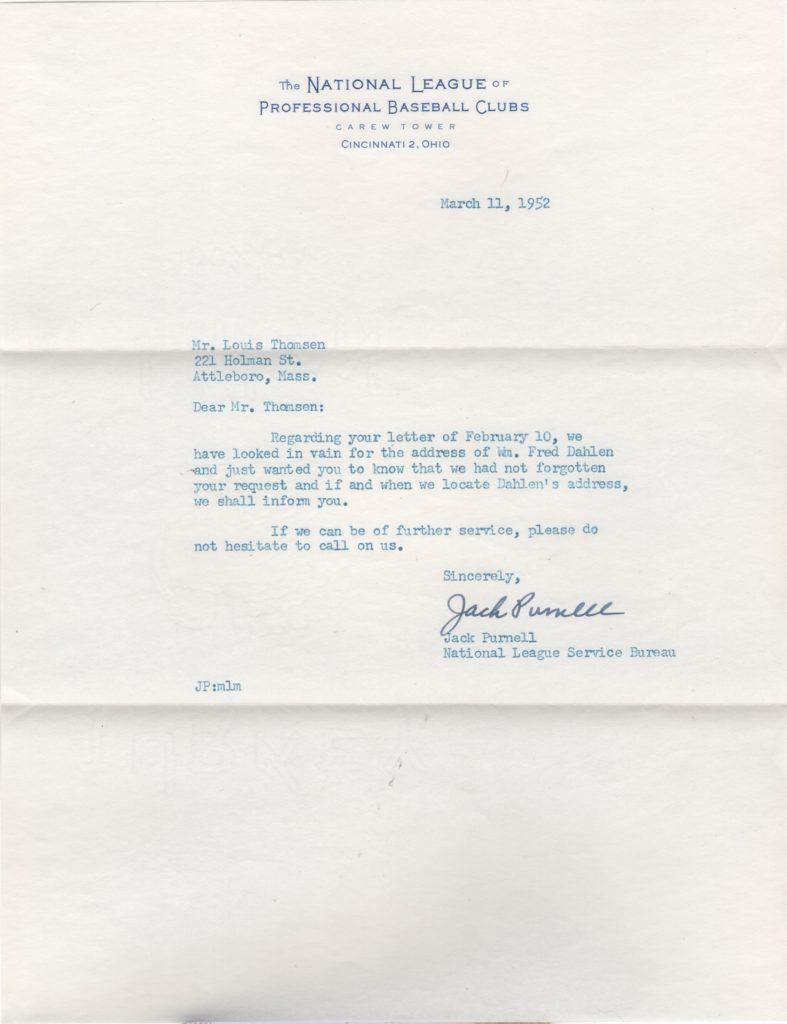 The NATIONAL LEAGUE OF
PROFESSIONAL BASEBALL CLUBS
CAREW TOWER
CINCINNATI 2, OHIO
March 11, 1952
Mr. Louis Thomsen
221 Holman St.
Attleboro, Mass.
Dear Mr. Thomsen:
Regarding your letter of February 10, we
have looked in vain for the address of Wm. Fred Dahlen
and just wanted you to know that we had not forgotten
your request and if and when we locate Dahlen's address,
we shall inform you.
If we can be of further service, please do
not hesitate to call on us.
Sincerely,
Jack Purnell
Jack Purnell
National League Service Bureau
JP:mlm